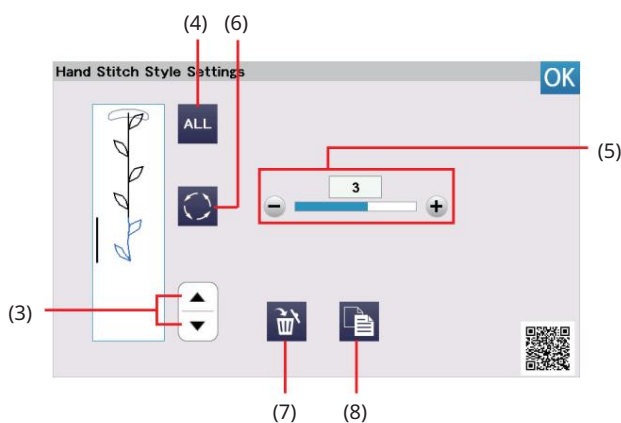 (4) (6)
Hand Stitch Style Settings
OK
ALL
(5)
3
(3)
(7) (8)